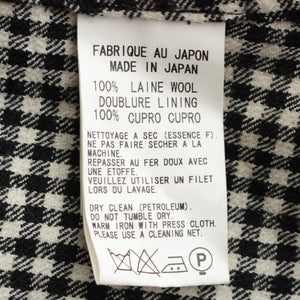 FABRIQUE AU JAPON
MADE IN JAPAN
100% LAINE WOOL
DOUBLURE LINING
100% CUPRO CUPRO
NETTOYAGE A SEC (ESSENCE F).
NE PAS FAIRE SECHER A LA
MACHINE.
REPASSER AU FER DOUX AVEC
UNE ETOFFE.
VEUILLEZ UTILISER UN FILET
LORS DU LAVAGE.
DRY CLEAN (PETROLEUM).
DO NOT TUMBLE DRY.
WARM IRON WITH PRESS CLOTH.
PLEASE USE A CLEANING NET.
P